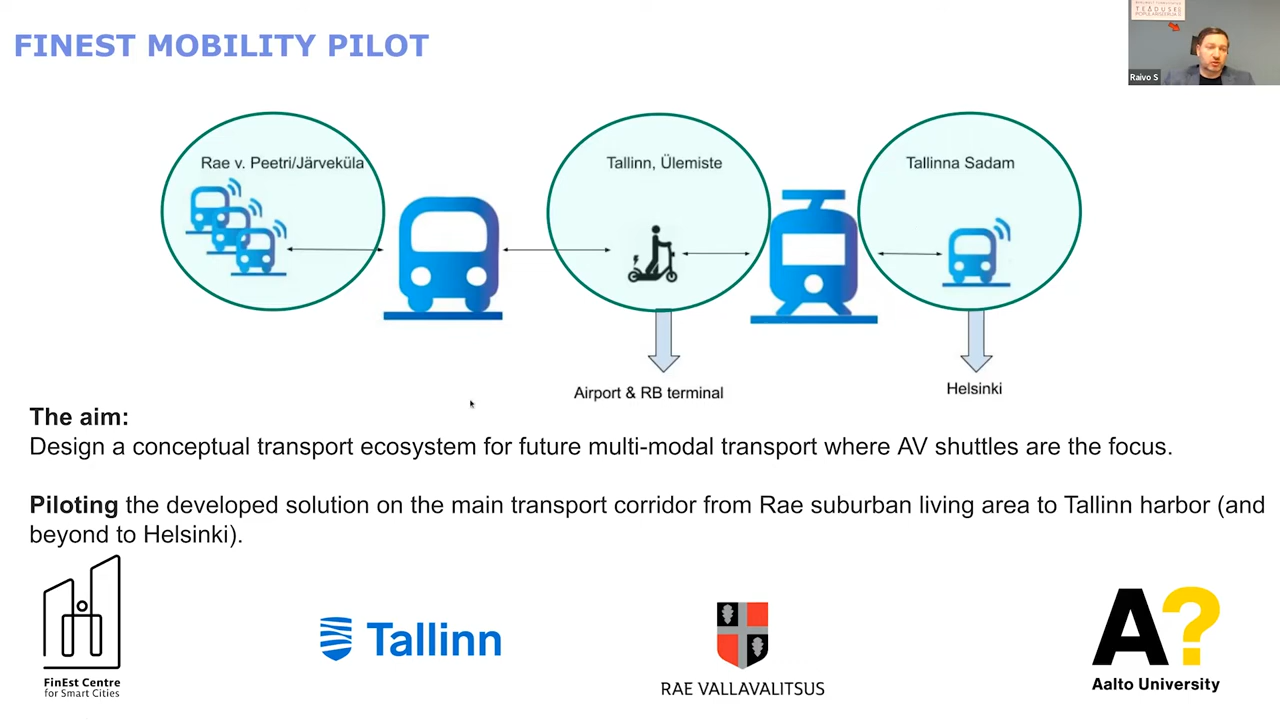 FINEST MOBILITY PILOT
TEADUSE
POPULARISEERIJA
Raivo S
Rae v. Peetri/Järveküla
Tallinn, Ülemiste
Tallinna Sadam
Airport & RB terminal
Helsinki
The aim:
Design a conceptual transport ecosystem for future multi-modal transport where AV shuttles are the focus.
Piloting the developed solution on the main transport corridor from Rae suburban living area to Tallinn harbor (and
beyond to Helsinki).
FinEst Centre
for Smart Cities
Tallinn
RAE VALLAVALITSUS
A?
Aalto University